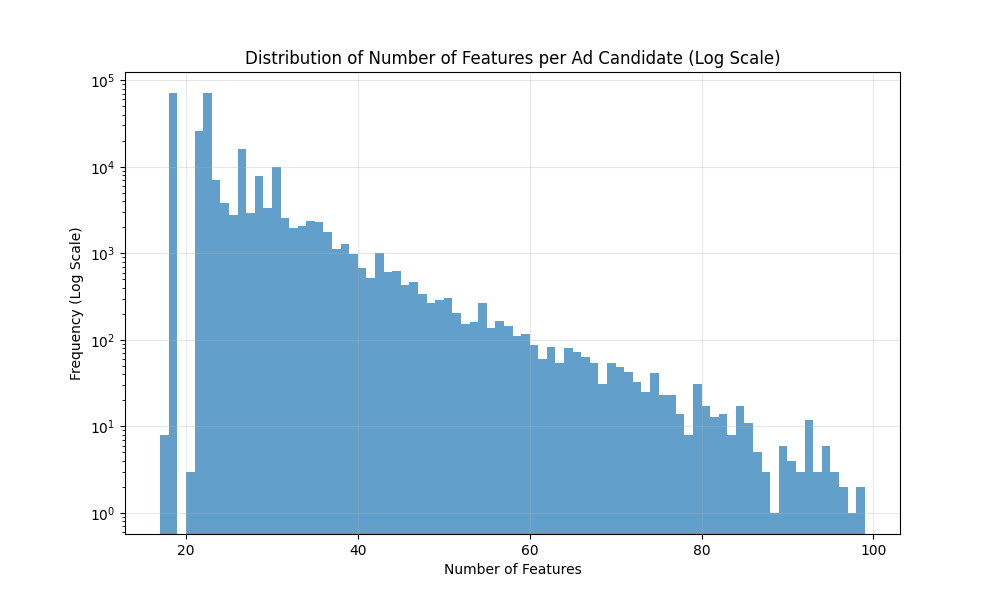 Distribution of Number of Features per Ad Candidate (Log Scale)
Frequency (Log Scale)
10⁵
10⁴
10³
10²
10¹
10⁰
20 40 60 80 100
Number of Features